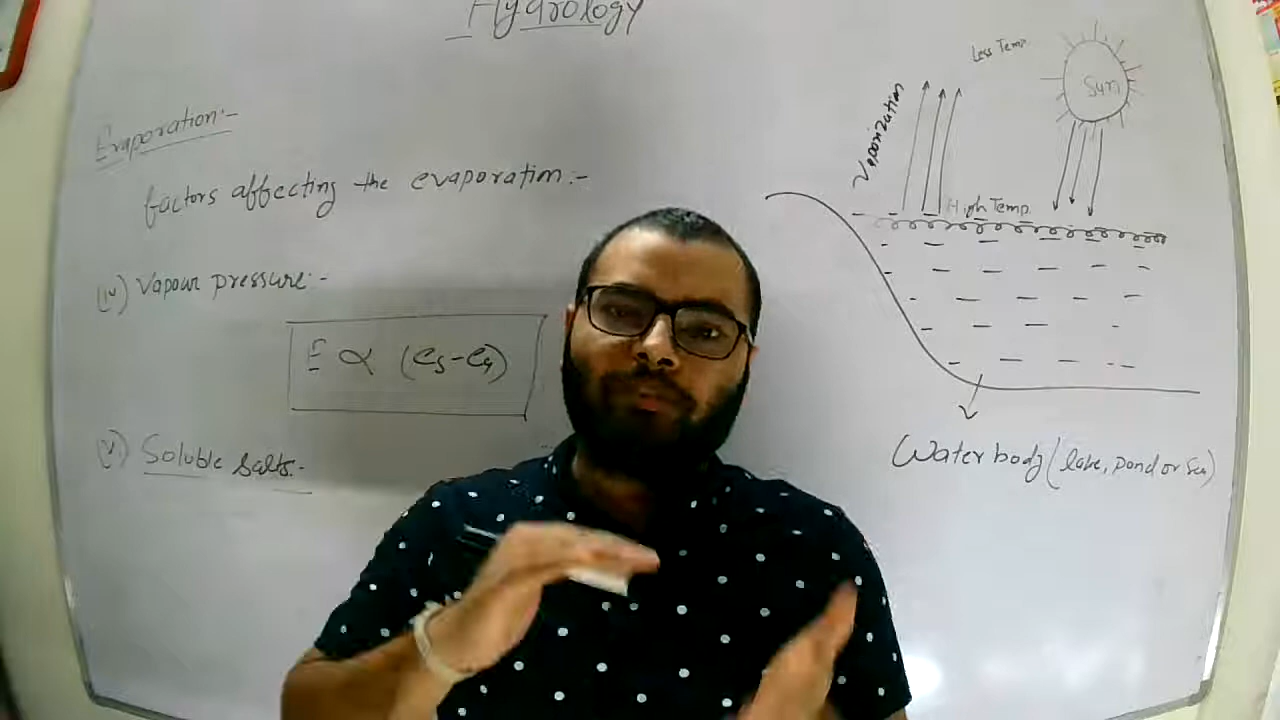 Hydrology
Evaporation:-
factors affecting the evaporation:-
(iv) Vapour pressure:-
E ∝ (es-ea)
(v) Soluble salts:-
Less Temp
Sun
Vaporization
High Temp.
Water body (lake, pond or sea)